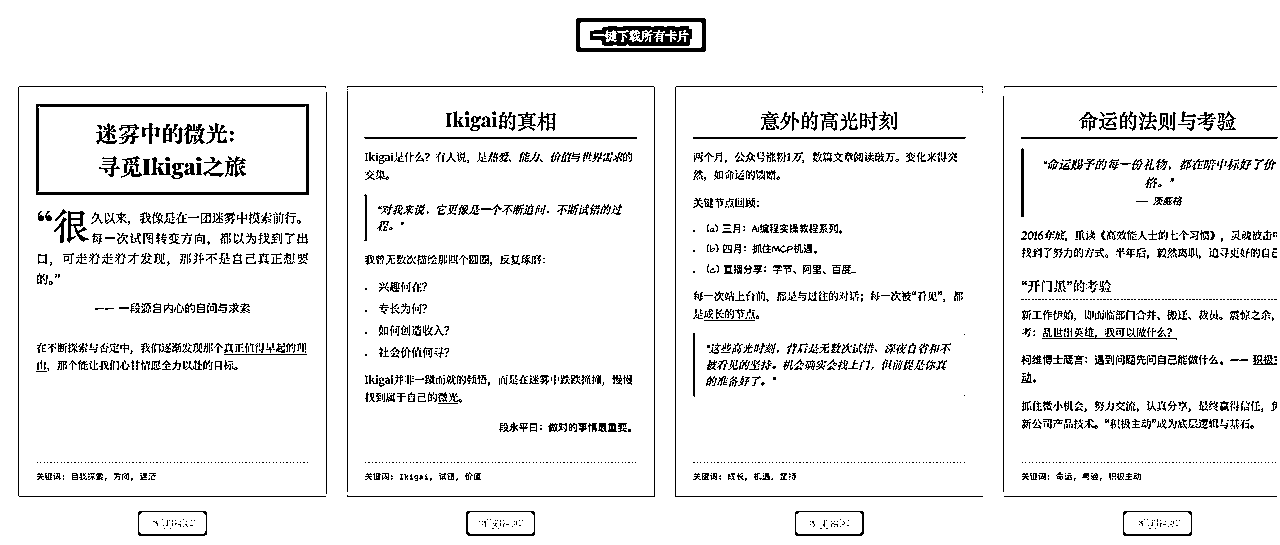 一键下载所有卡片
迷雾中的微光:
寻觅Ikigai之旅
“很久以来，我像是在一团迷雾中摸索前行。
每一次试图转变方向，都以为找到了出
口，可走着走着才发现，那并不是自己真正想要
的。”
—— 一段源自内心的自问与求索
在不断探索与否定中，我们逐渐发现那个真正值得早起的理
由，那个能让我们心甘情愿全力以赴的目标。
关键词: 自我探索, 方向, 迷茫
Ikigai的真相
Ikigai是什么？有人说，是热爱、能力、价值与世界需求的
交集。
“对我来说，它更像是一个不断追问、不断试错的过
程。”
我曾无数次描绘那四个圆圈，反复琢磨：
· 兴趣何在？
· 专长为何？
· 如何创造收入？
· 社会价值何寻？
Ikigai并非一蹴而就的顿悟，而是在迷雾中跌跌撞撞，慢慢
找到属于自己的微光。
段永平曰：做对的事情最重要。
关键词: Ikigai, 试错, 价值
意外的高光时刻
两个月，公众号涨粉1万，数篇文章阅读破万。变化来得突
然，如命运的馈赠。
关键节点回顾：
· (a) 三月：AI编程实操教程系列。
· (b) 四月：抓住MCP机遇。
· (c) 直播分享：字节、阿里、百度…
每一次站上台前，都是与过往的对话；每一次被“看见”，都
是成长的节点。
“这些高光时刻，背后是无数次试错、深夜自省和不
被看见的坚持。机会确实会找上门，但前提是你真
的准备好了。”
关键词: 成长, 机遇, 坚持
命运的法则与考验
“命运赐予的每一份礼物，都在暗中标好了价
格。”
—— 茨威格
2016年底，重读《高效能人士的七个习惯》，灵魂被击
找到了努力的方式。半年后，毅然离职，追寻更好的自己
“开门黑”的考验
新工作伊始，即面临部门合并、搬迁、裁员。震惊之余，
考：乱世出英雄，我可以做什么？
柯维博士箴言：遇到问题先问自己能做什么。—— 积极主
动。
抓住微小机会，努力交流，认真分享，最终赢得信任，
新公司产品技术。“积极主动”成为底层逻辑与基石。
关键词: 命运, 考验, 积极主动